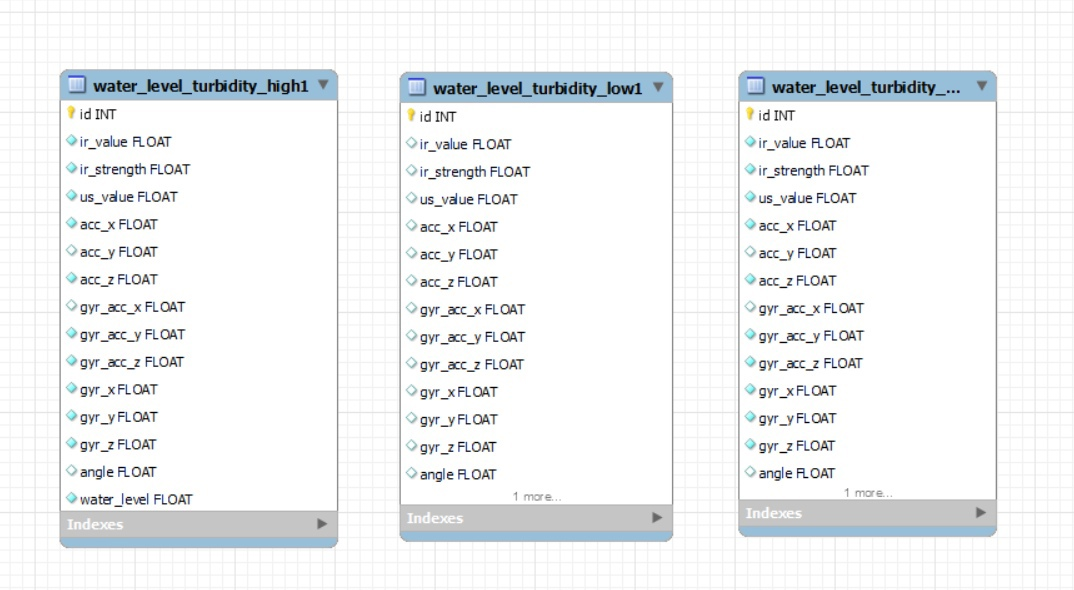 water_level_turbidity_high1
id INT
ir_value FLOAT
ir_strength FLOAT
us_value FLOAT
acc_x FLOAT
acc_y FLOAT
acc_z FLOAT
gyr_acc_x FLOAT
gyr_acc_y FLOAT
gyr_acc_z FLOAT
gyr_x FLOAT
gyr_y FLOAT
gyr_z FLOAT
angle FLOAT
water_level FLOAT
Indexes
water_level_turbidity_low1
id INT
ir_value FLOAT
ir_strength FLOAT
us_value FLOAT
acc_x FLOAT
acc_y FLOAT
acc_z FLOAT
gyr_acc_x FLOAT
gyr_acc_y FLOAT
gyr_acc_z FLOAT
gyr_x FLOAT
gyr_y FLOAT
gyr_z FLOAT
angle FLOAT
1 more...
Indexes
water_level_turbidity_...
id INT
ir_value FLOAT
ir_strength FLOAT
us_value FLOAT
acc_x FLOAT
acc_y FLOAT
acc_z FLOAT
gyr_acc_x FLOAT
gyr_acc_y FLOAT
gyr_acc_z FLOAT
gyr_x FLOAT
gyr_y FLOAT
gyr_z FLOAT
angle FLOAT
1 more...
Indexes